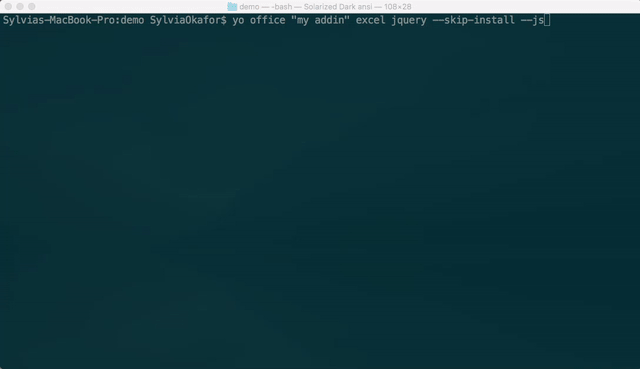 demo — -bash — Solarized Dark ansi — 108×28
Sylvias-MacBook-Pro:demo SylviaOkafor$ yo office "my addin" excel jquery --skip-install --js